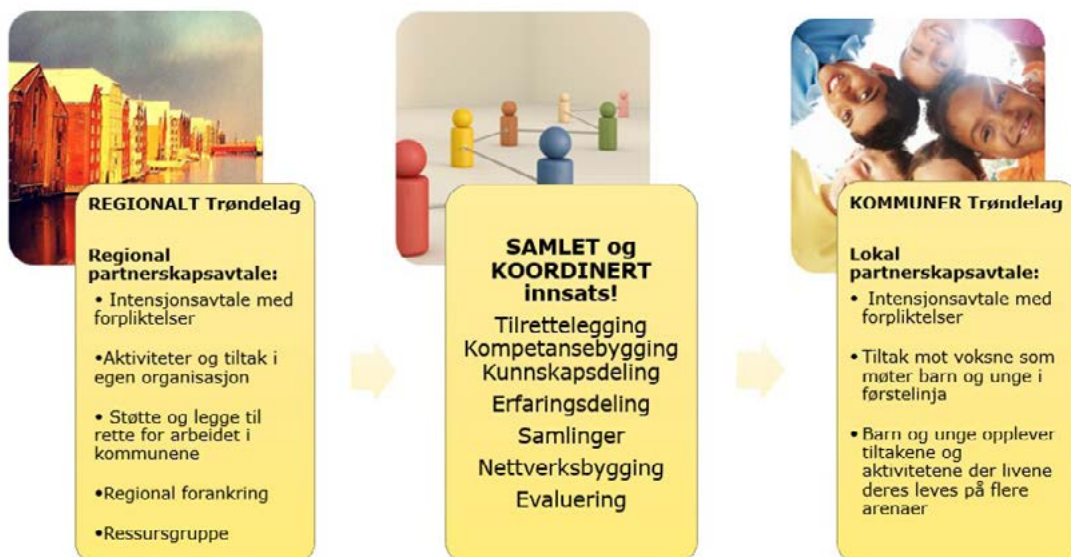 REGIONALT Trøndelag
Regional
partnerskapsavtale:
• Intensjonsavtale med
forpliktelser
•Aktiviteter og tiltak i
egen organisasjon
• Støtte og legge til
rette for arbeidet i
kommunene
•Regional forankring
•Ressursgruppe
SAMLET og
KOORDINERT
innsats!
Tilrettelegging
Kompetansebygging
Kunnskapsdeling
Erfaringsdeling
Samlinger
Nettverksbygging
Evaluering
KOMMUNER Trøndelag
Lokal
partnerskapsavtale:
• Intensjonsavtale med
forpliktelser
• Tiltak mot voksne som
møter barn og unge i
førstelinja
• Barn og unge opplever
tiltakene og
aktivitetene der livene
deres leves på flere
arenaer